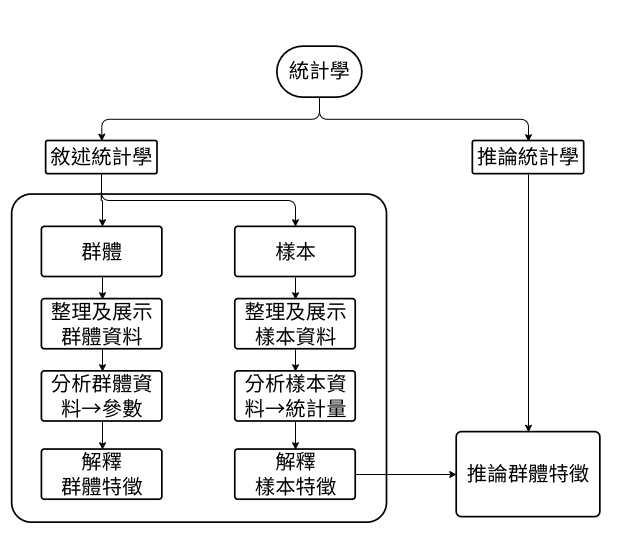 統計學
敘述統計學
推論統計學
群體
樣本
整理及展示
群體資料
整理及展示
樣本資料
分析群體資
料→參數
分析樣本資
料→統計量
解釋
群體特徵
解釋
樣本特徵
推論群體特徵